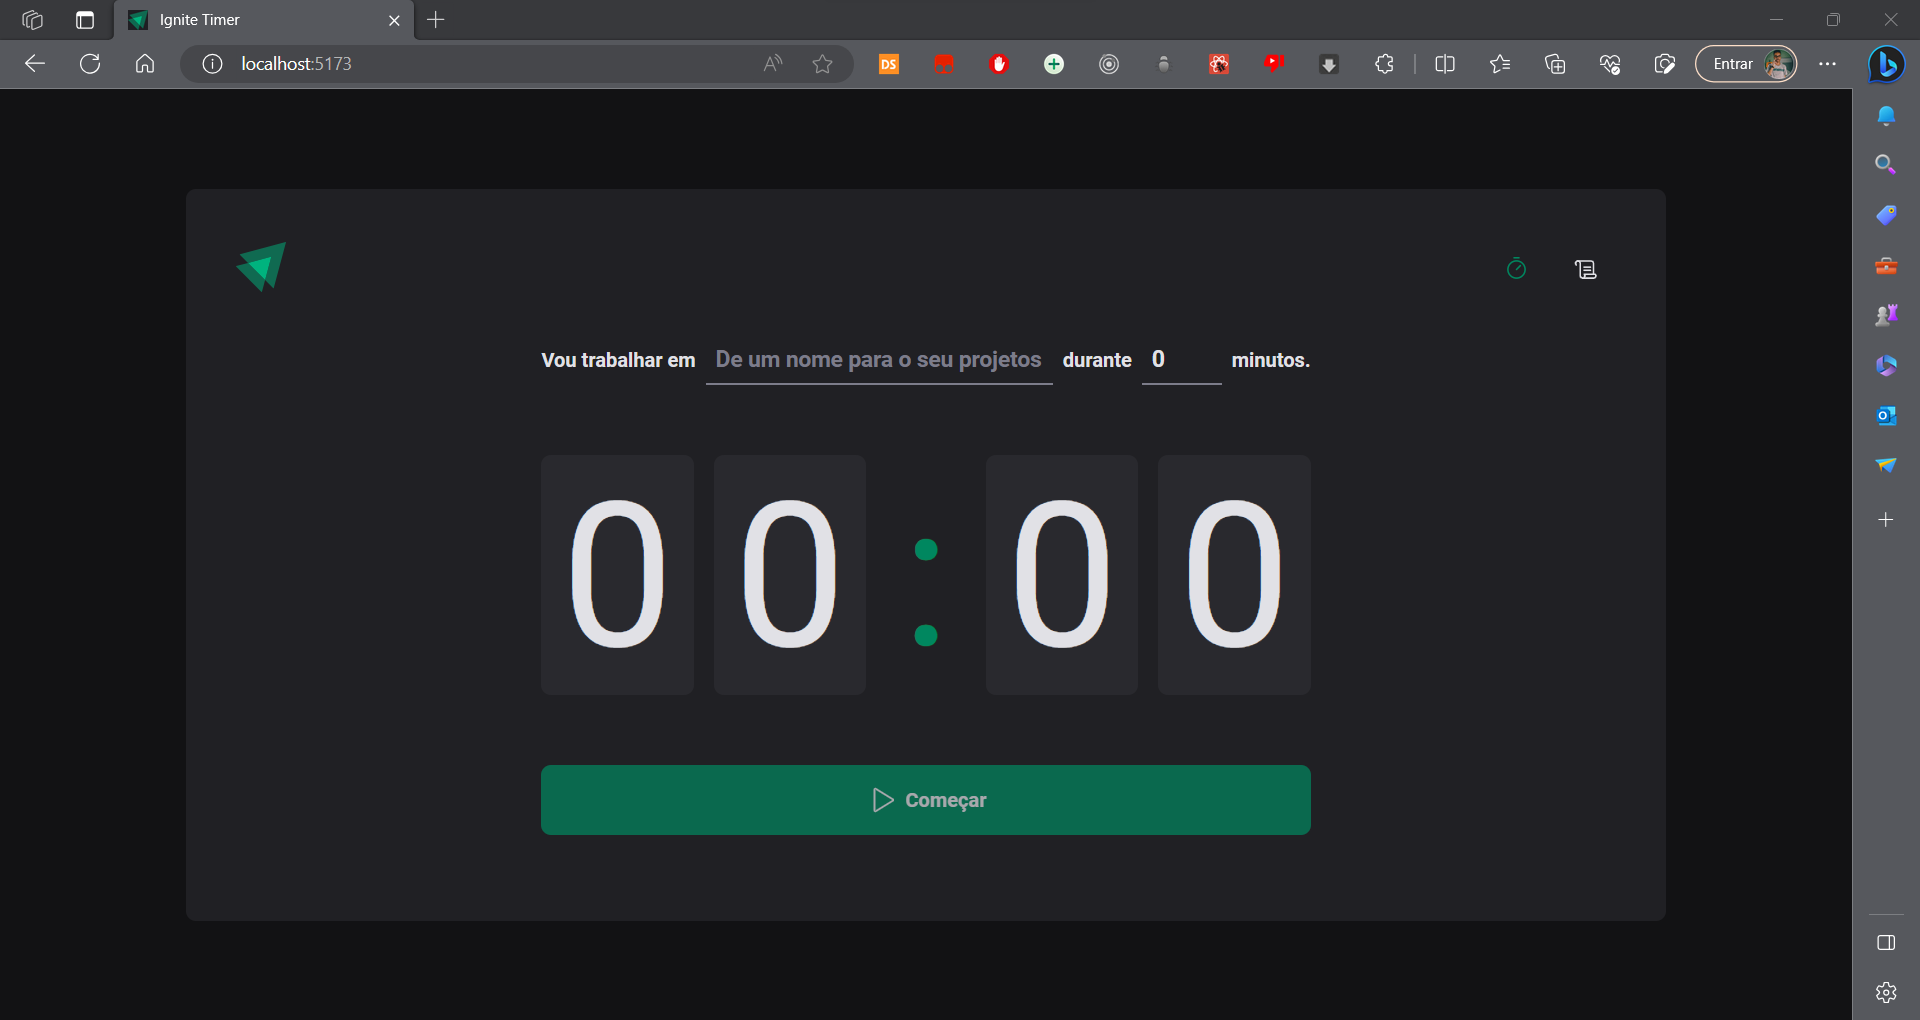 Ignite Timer
localhost:5173
DS
Entrar
Vou trabalhar em De um nome para o seu projetos durante 0 minutos.
00:00
Começar